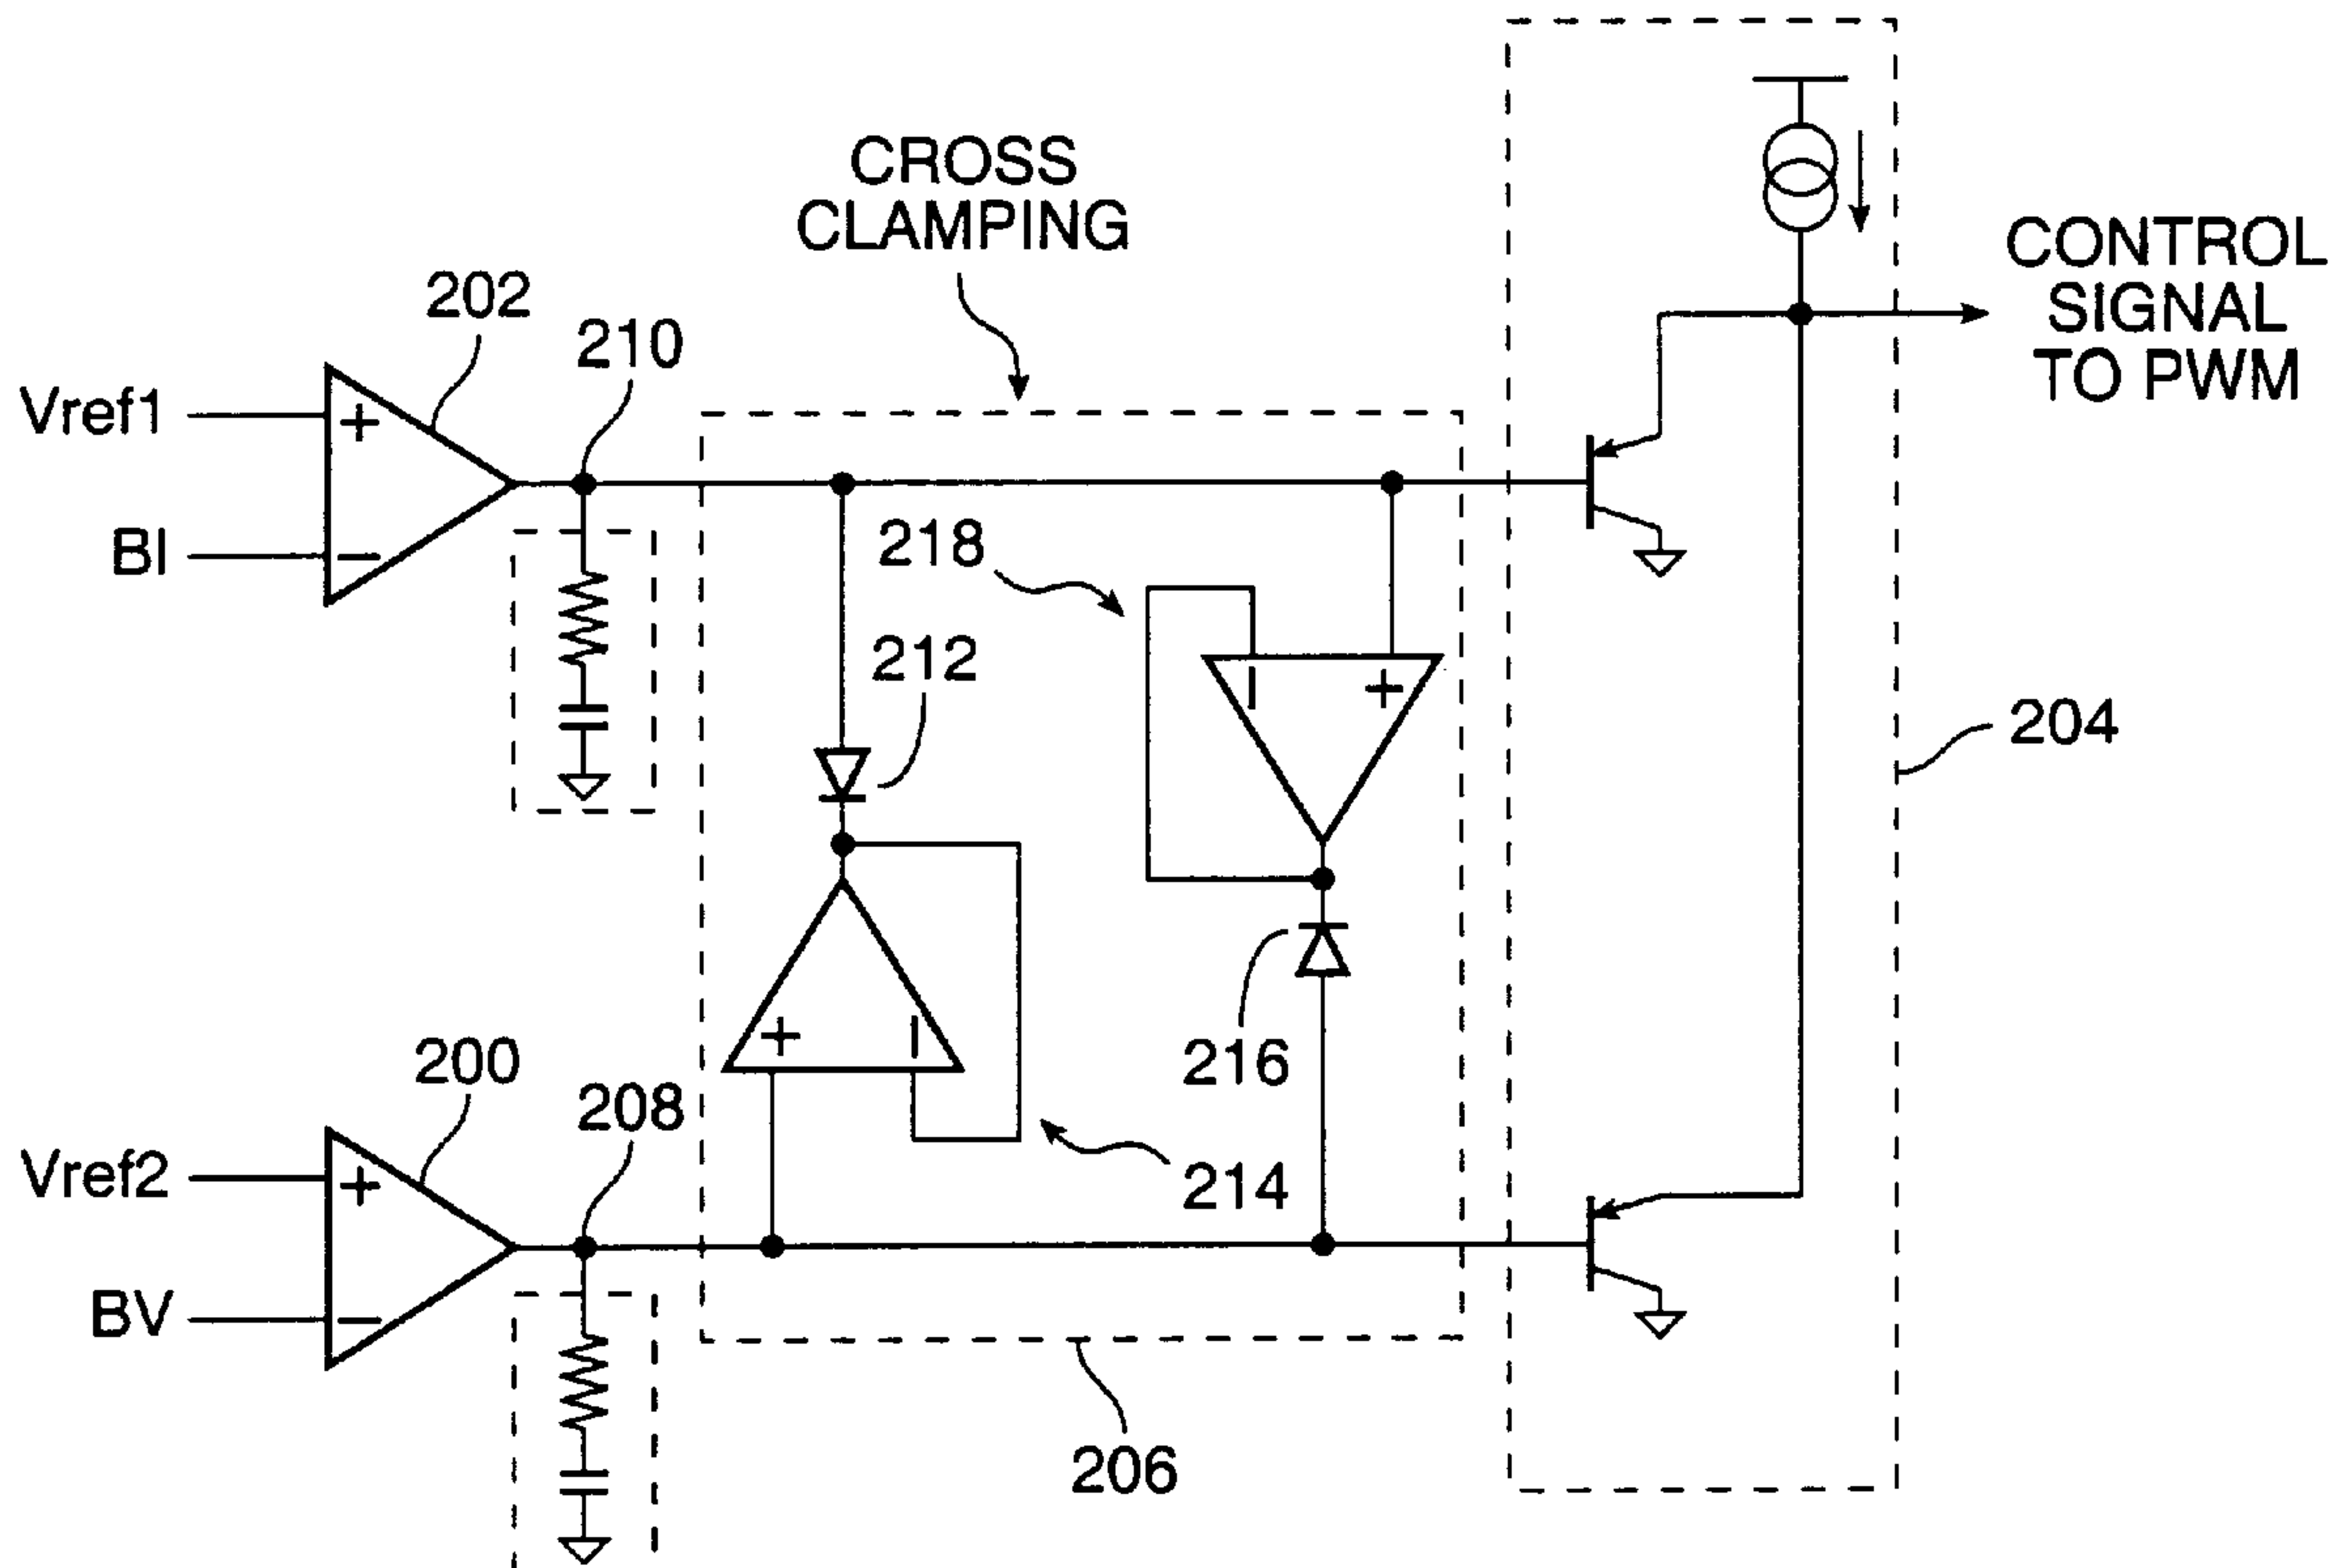 CROSS
CLAMPING
CONTROL
SIGNAL
TO PWM
202
210
Vref1
+
BI
−
218
212
+
−
204
216
+
−
200
208
Vref2
+
BV
−
214
206